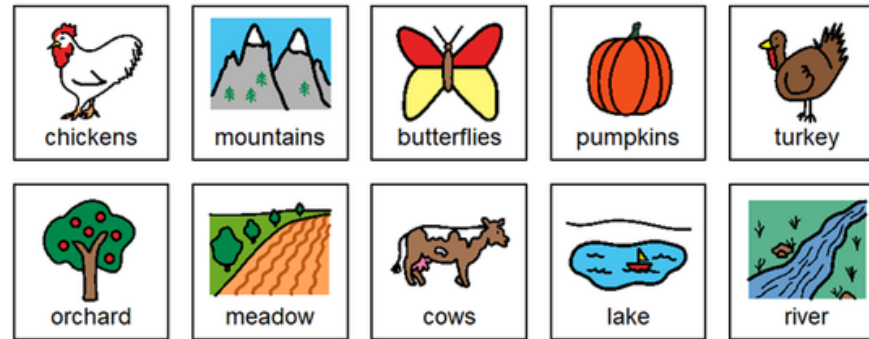 chickens mountains butterflies pumpkins turkey
orchard meadow cows lake river